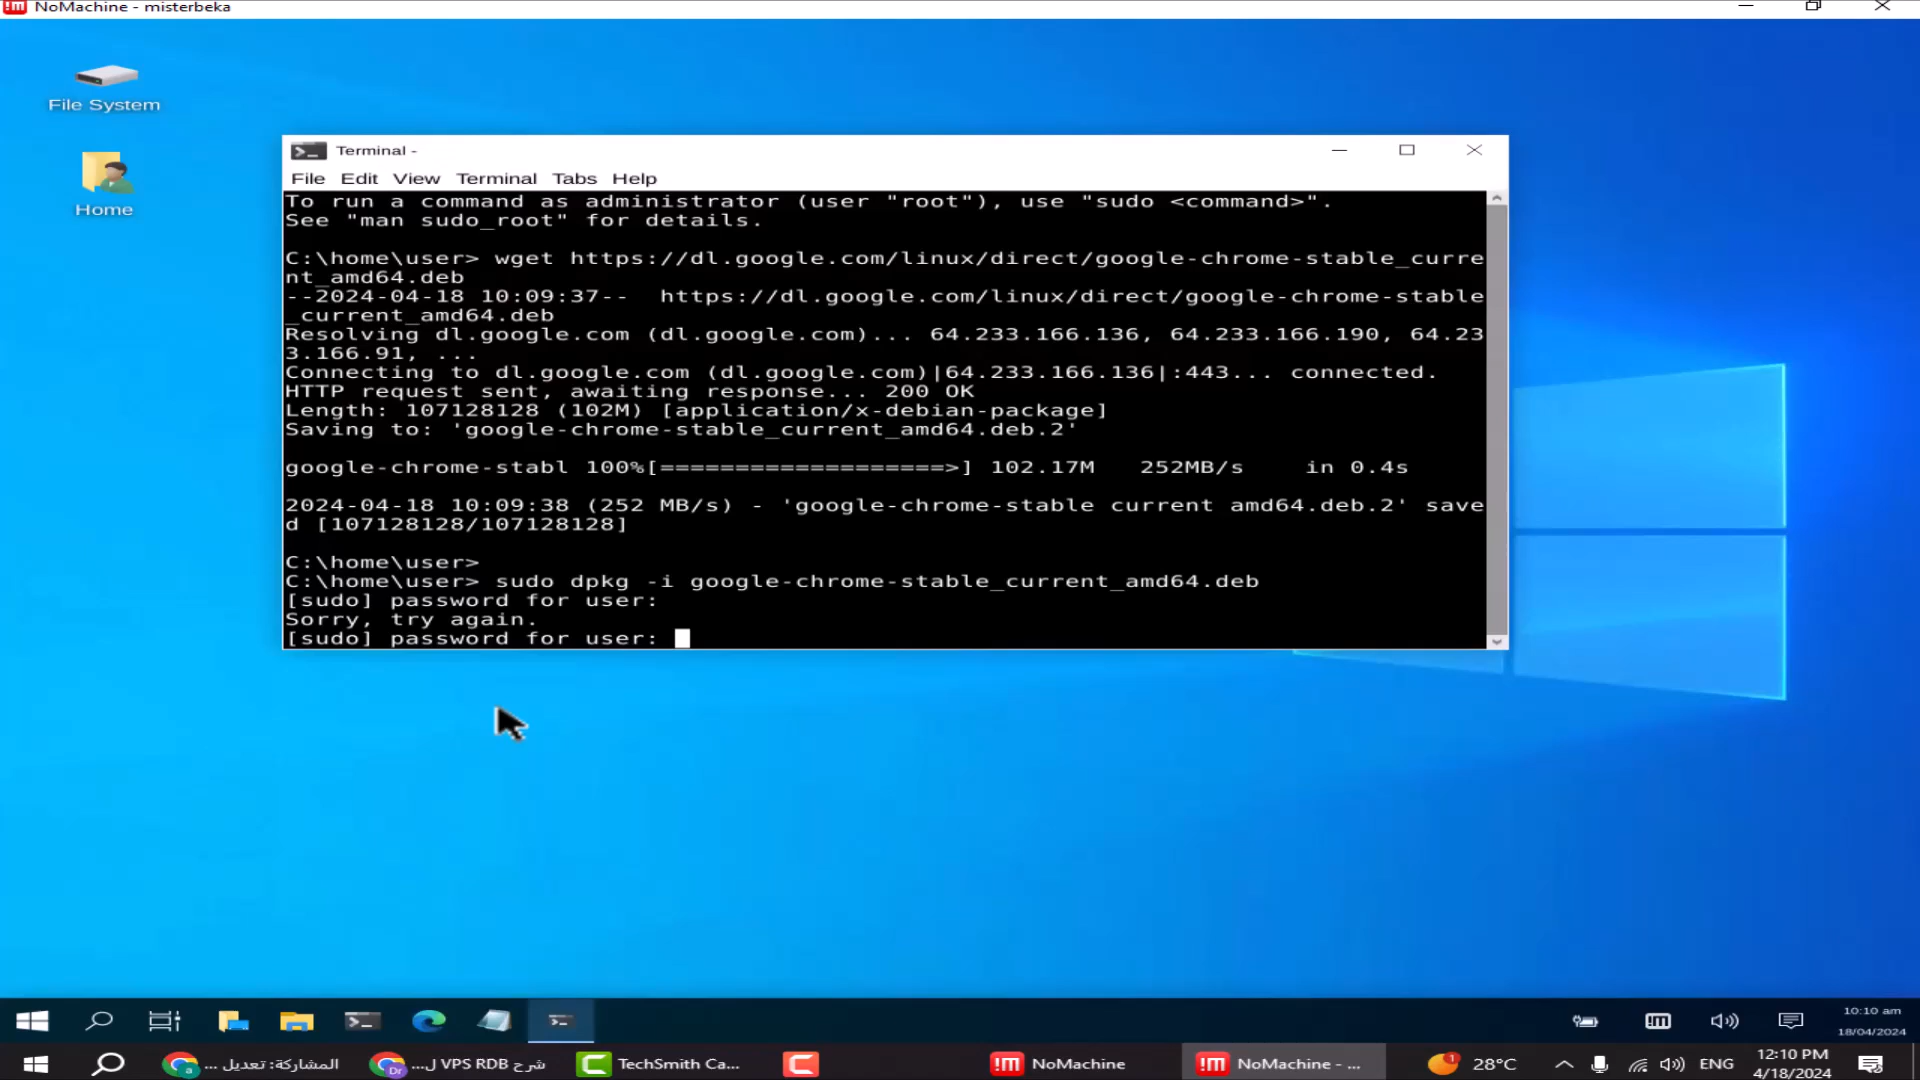 NoMachine - misterbeka
File System
Home
Terminal -
File Edit View Terminal Tabs Help
To run a command as administrator (user "root"), use "sudo <command>".
See "man sudo_root" for details.
C:\home\user> wget https://dl.google.com/linux/direct/google-chrome-stable_curre
nt_amd64.deb
--2024-04-18 10:09:37--  https://dl.google.com/linux/direct/google-chrome-stable
_current_amd64.deb
Resolving dl.google.com (dl.google.com)... 64.233.166.136, 64.233.166.190, 64.23
3.166.91, ...
Connecting to dl.google.com (dl.google.com)|64.233.166.136|:443... connected.
HTTP request sent, awaiting response... 200 OK
Length: 107128128 (102M) [application/x-debian-package]
Saving to: 'google-chrome-stable_current_amd64.deb.2'
google-chrome-stabl 100%[===================>] 102.17M   252MB/s    in 0.4s
2024-04-18 10:09:38 (252 MB/s) - 'google-chrome-stable current amd64.deb.2' save
d [107128128/107128128]
C:\home\user>
C:\home\user> sudo dpkg -i google-chrome-stable_current_amd64.deb
[sudo] password for user:
Sorry, try again.
[sudo] password for user:
10:10 am
18/04/2024
المشاركة: تعديل ...
شرح VPS RDB ل...
TechSmith Ca...
NoMachine
NoMachine - ...
28°C
ENG
12:10 PM
4/18/2024